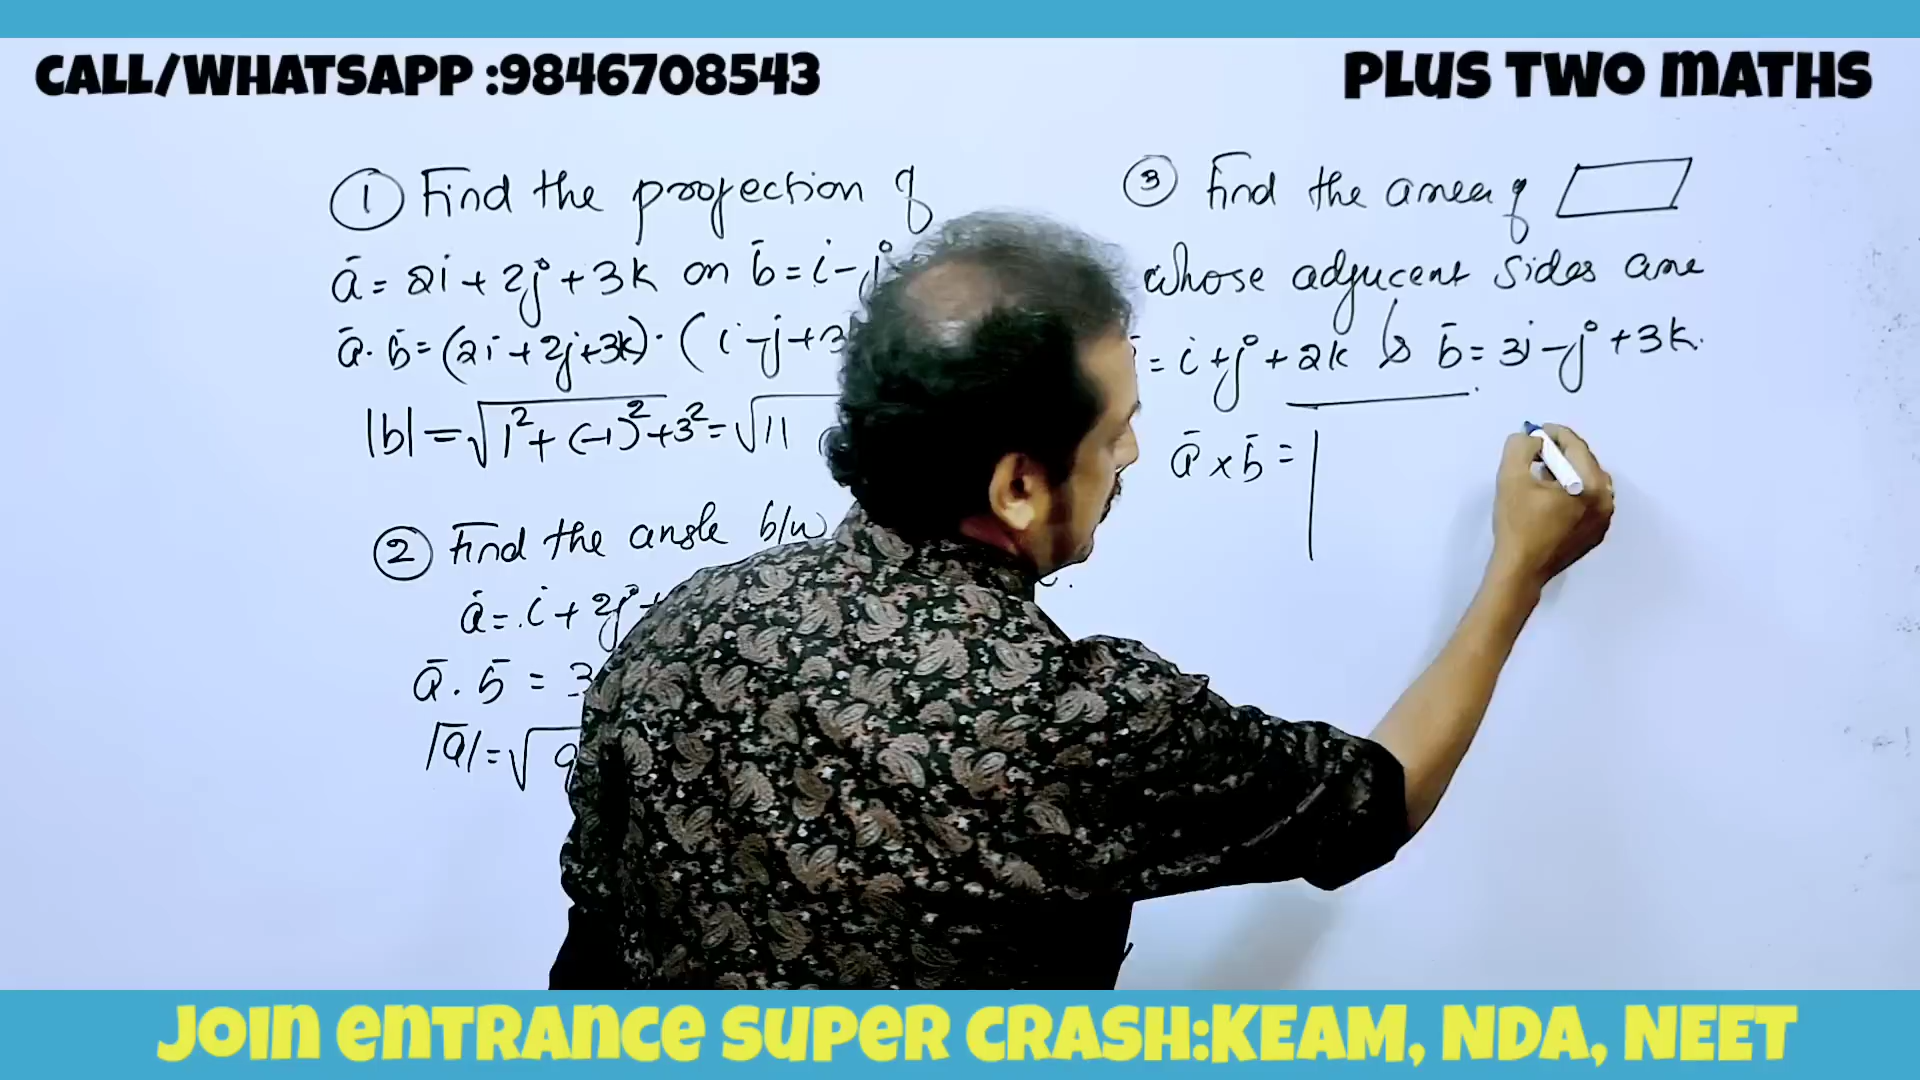 CALL/WHATSAPP :9846708543
PLUS TWO MATHS
① Find the projection of
ā = 2i + 2j + 3k on b̄ = i - j
ā . b̄ = (2i + 2j + 3k) . ( i - j + 3
|b| = √1² + (-1)² + 3² = √11
② Find the angle b/w
ā = i + 2j +
ā . b̄ = 3
|ā| = √
③ Find the area of ▱
whose adjucent sides are
= i + j + 2k & b̄ = 3i - j + 3k.
ā × b̄ = |
JOIN ENTRANCE SUPER CRASH:KEAM, NDA, NEET